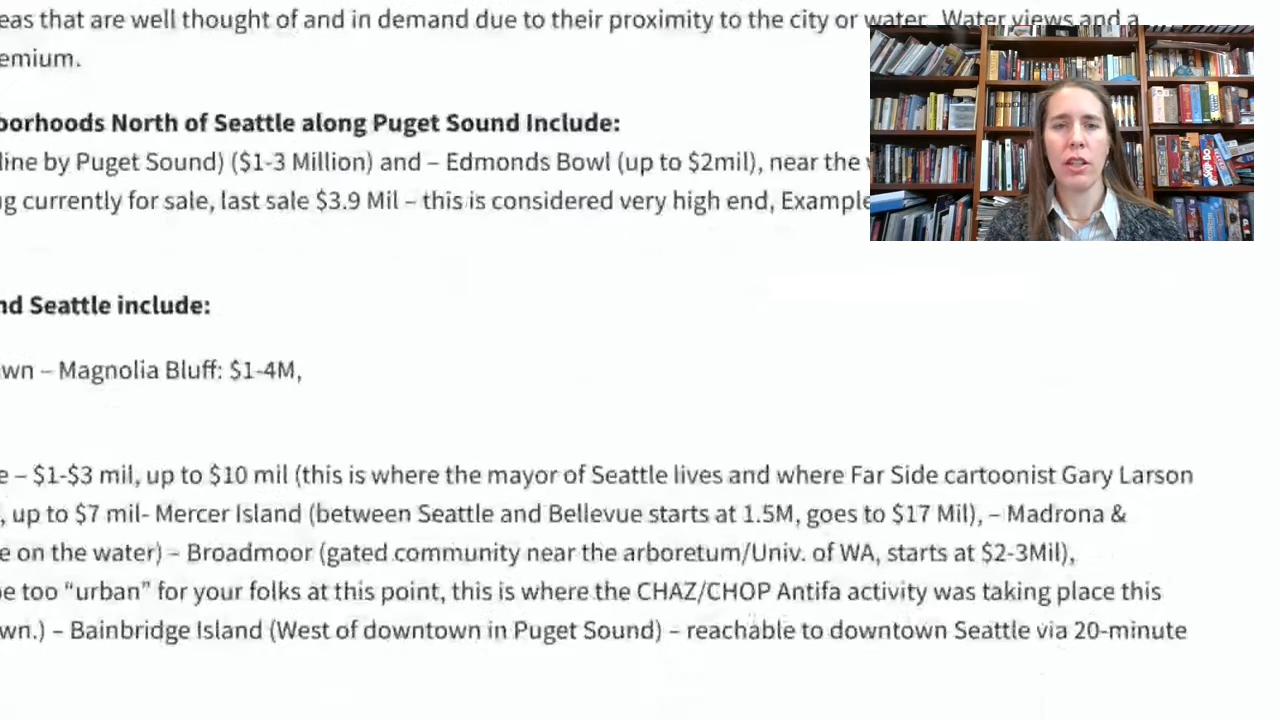 eas that are well thought of and in demand due to their proximity to the city or water. Water views and a
emium.
borhoods North of Seattle along Puget Sound Include:
line by Puget Sound) ($1-3 Million) and – Edmonds Bowl (up to $2mil), near the
g currently for sale, last sale $3.9 Mil – this is considered very high end, Example
nd Seattle include:
wn – Magnolia Bluff: $1-4M,
e – $1-$3 mil, up to $10 mil (this is where the mayor of Seattle lives and where Far Side cartoonist Gary Larson
, up to $7 mil- Mercer Island (between Seattle and Bellevue starts at 1.5M, goes to $17 Mil), – Madrona &
e on the water) – Broadmoor (gated community near the arboretum/Univ. of WA, starts at $2-3Mil),
be too “urban” for your folks at this point, this is where the CHAZ/CHOP Antifa activity was taking place this
wn.) – Bainbridge Island (West of downtown in Puget Sound) – reachable to downtown Seattle via 20-minute